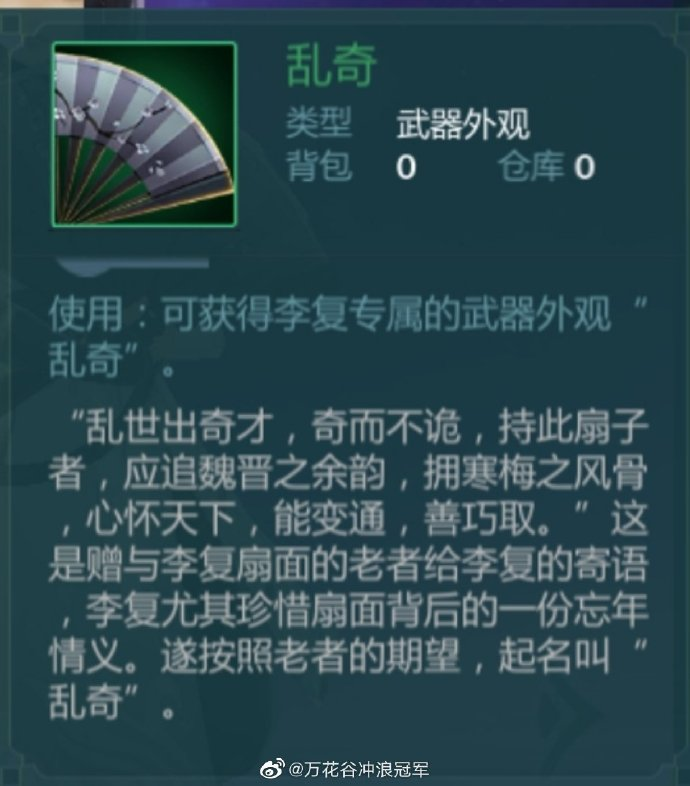 乱奇
类型 武器外观
背包 0 仓库 0
使用：可获得李复专属的武器外观“
乱奇”。
“乱世出奇才，奇而不诡，持此扇子
者，应追魏晋之余韵，拥寒梅之风骨
，心怀天下，能变通，善巧取。”这
是赠与李复扇面的老者给李复的寄语
，李复尤其珍惜扇面背后的一份忘年
情义。遂按照老者的期望，起名叫“
乱奇”。
@万花谷冲浪冠军